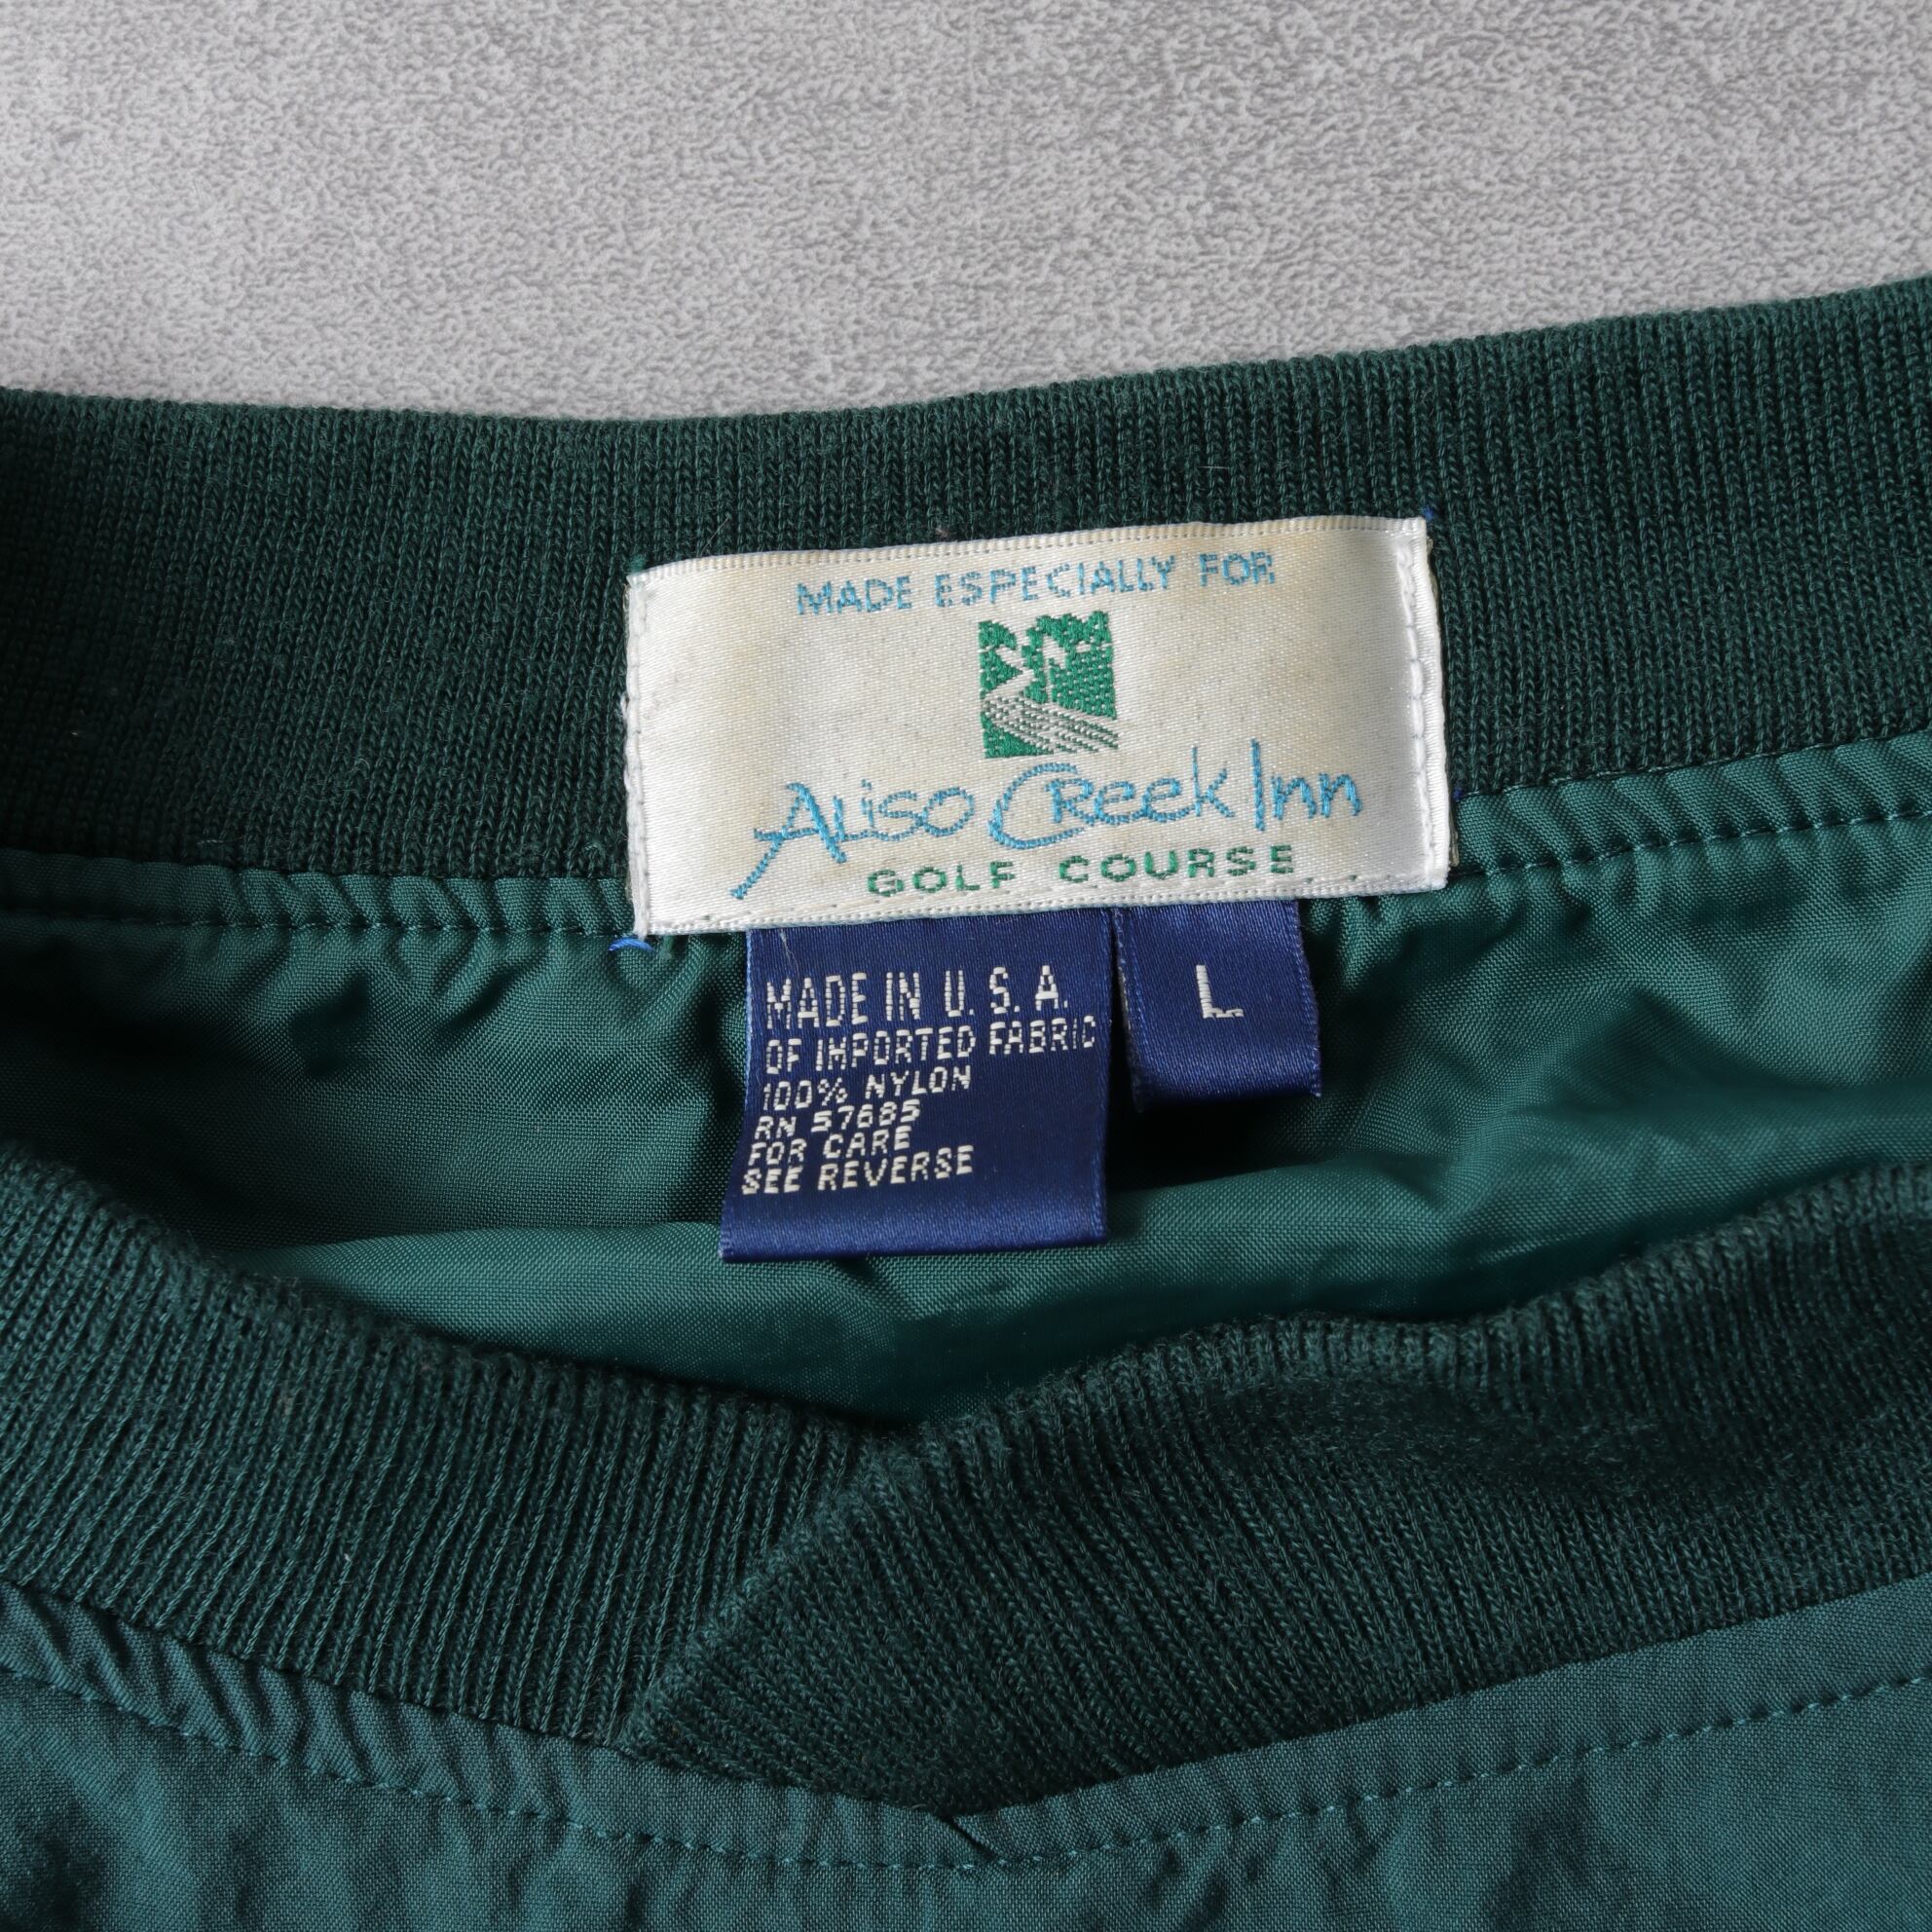 MADE ESPECIALLY FOR
ALiSO CReek Inn
GOLF COURSE
MADE IN U.S.A.
OF IMPORTED FABRIC
100% NYLON
RN 57685
FOR CARE
SEE REVERSE
L